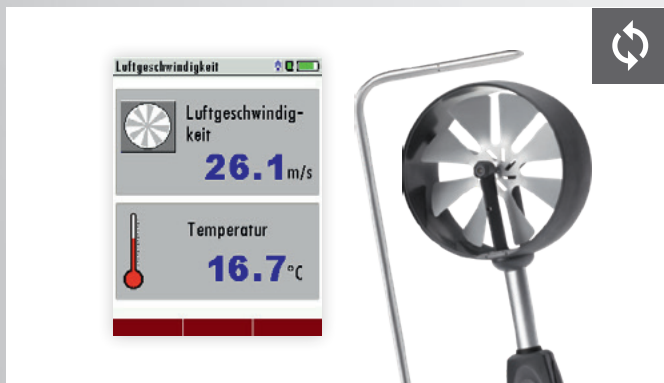 Luftgeschwindigkeit
Luftgeschwindig-
keit
26.1m/s
Temperatur
16.7°C